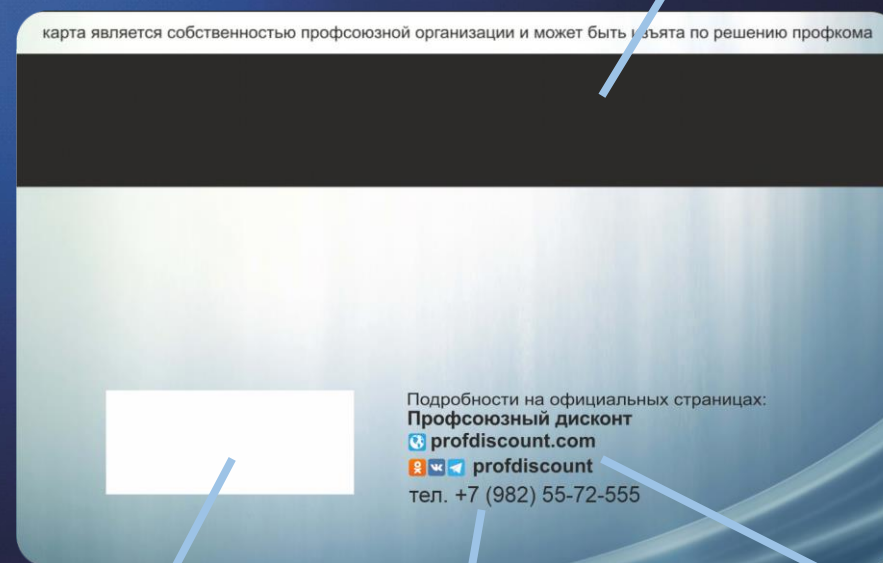 карта является собственностью профсоюзной организации и может быть изъята по решению профкома
Подробности на официальных страницах:
Профсоюзный дисконт
profdiscount.com
profdiscount
тел. +7 (982) 55-72-555